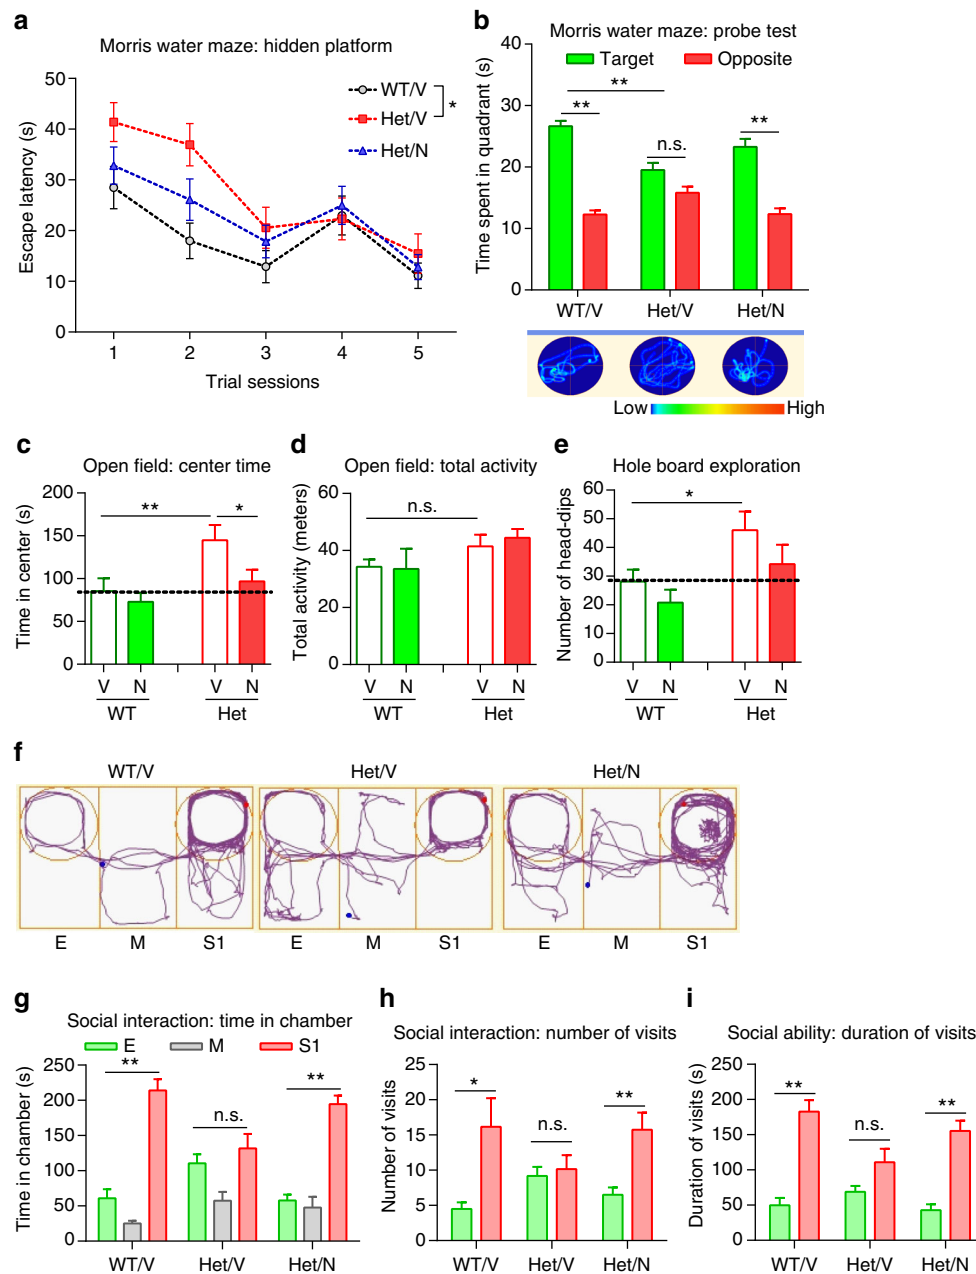 a
Morris water maze: hidden platform
Escape latency (s)
50
40
30
20
10
0
WT/V
Het/V
Het/N
*
1 2 3 4 5
Trial sessions
b
Morris water maze: probe test
Target Opposite
Time spent in quadrant (s)
40
30
20
10
0
**
**
n.s.
**
WT/V Het/V Het/N
Low High
c
Open field: center time
Time in center (s)
200
150
100
50
0
**
*
V N V N
WT Het
d
Open field: total activity
Total activity (meters)
60
40
20
0
n.s.
V N V N
WT Het
e
Hole board exploration
Number of head-dips
60
50
40
30
20
10
0
*
V N V N
WT Het
f
WT/V Het/V Het/N
E M S1 E M S1 E M S1
g
Social interaction: time in chamber
E M S1
Time in chamber (s)
250
200
150
100
50
0
**
n.s.
**
WT/V Het/V Het/N
h
Social interaction: number of visits
Number of visits
25
20
15
10
5
0
*
n.s.
**
WT/V Het/V Het/N
i
Social ability: duration of visits
Duration of visits (s)
250
200
150
100
50
0
**
n.s.
**
WT/V Het/V Het/N